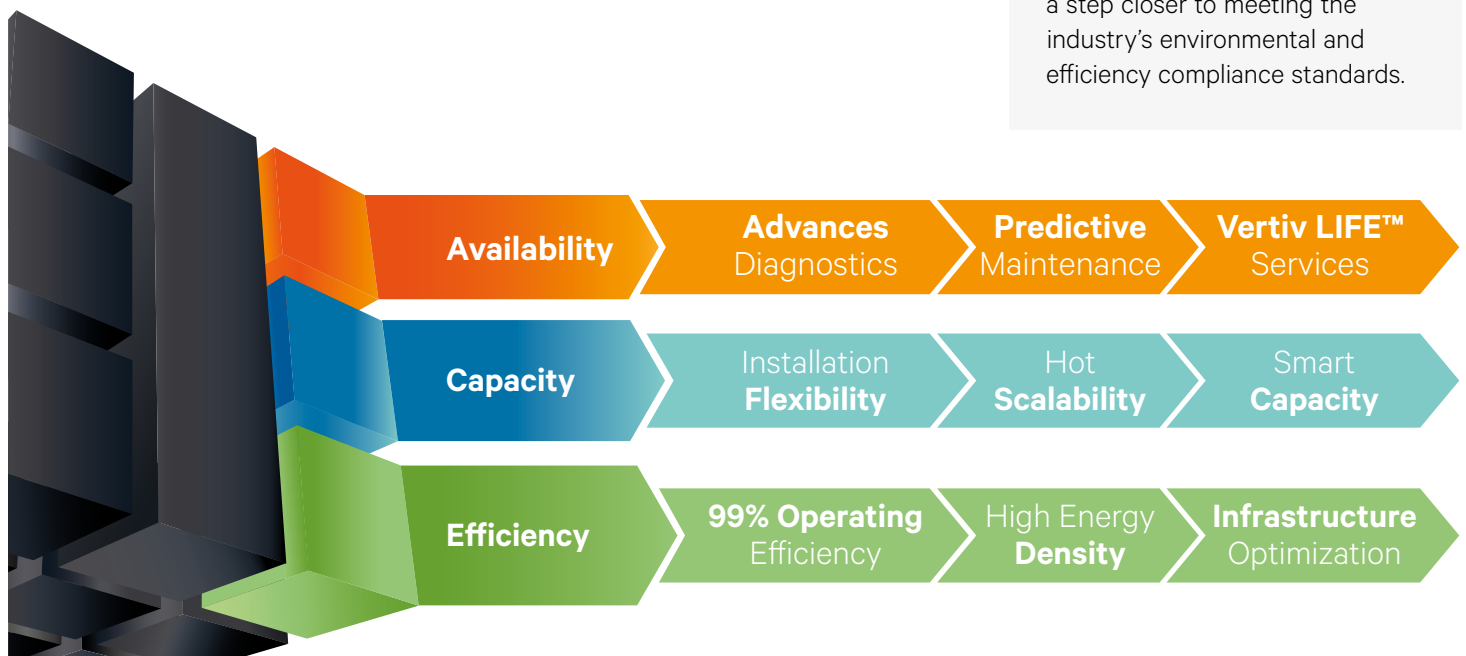 a step closer to meeting the
industry’s environmental and
efficiency compliance standards.
Availability
Advances
Diagnostics
Predictive
Maintenance
Vertiv LIFE™
Services
Capacity
Installation
Flexibility
Hot
Scalability
Smart
Capacity
Efficiency
99% Operating
Efficiency
High Energy
Density
Infrastructure
Optimization